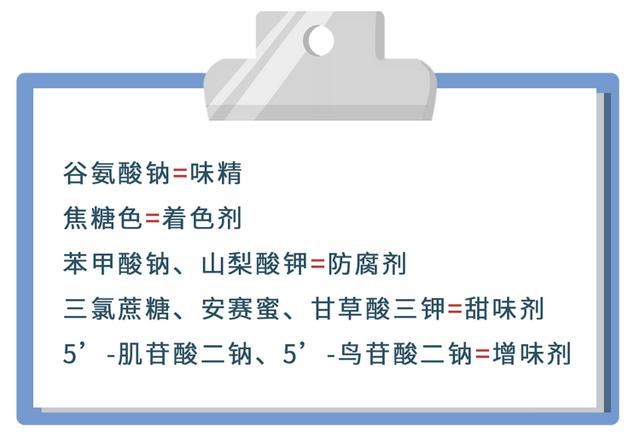 谷氨酸钠=味精
焦糖色=着色剂
苯甲酸钠、山梨酸钾=防腐剂
三氯蔗糖、安赛蜜、甘草酸三钾=甜味剂
5’-肌苷酸二钠、5’-鸟苷酸二钠=增味剂